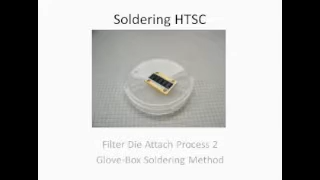 Soldering HTSC
Filter Die Attach Process 2
Glove-Box Soldering Method